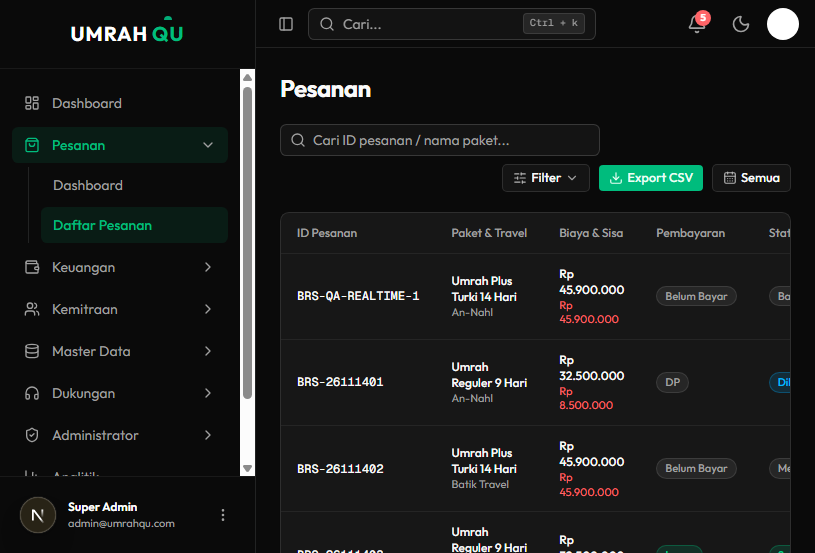 UMRAH QU
Cari...
Ctrl + k
5
Dashboard
Pesanan
Dashboard
Daftar Pesanan
Keuangan
Kemitraan
Master Data
Dukungan
Administrator
Analitik
N
Super Admin
admin@umrahqu.com
Pesanan
Cari ID pesanan / nama paket...
Filter
Export CSV
Semua
ID Pesanan Paket & Travel Biaya & Sisa Pembayaran Stat
BRS-QA-REALTIME-1
Umrah Plus
Turki 14 Hari
An-Nahl
Rp
45.900.000
Rp
45.900.000
Belum Bayar
Ba
BRS-26111401
Umrah
Reguler 9 Hari
An-Nahl
Rp
32.500.000
Rp
8.500.000
DP
BRS-26111402
Umrah Plus
Turki 14 Hari
Batik Travel
Rp
45.900.000
Rp
45.900.000
Belum Bayar
Me
Umrah
Reguler 9 Hari
Rp